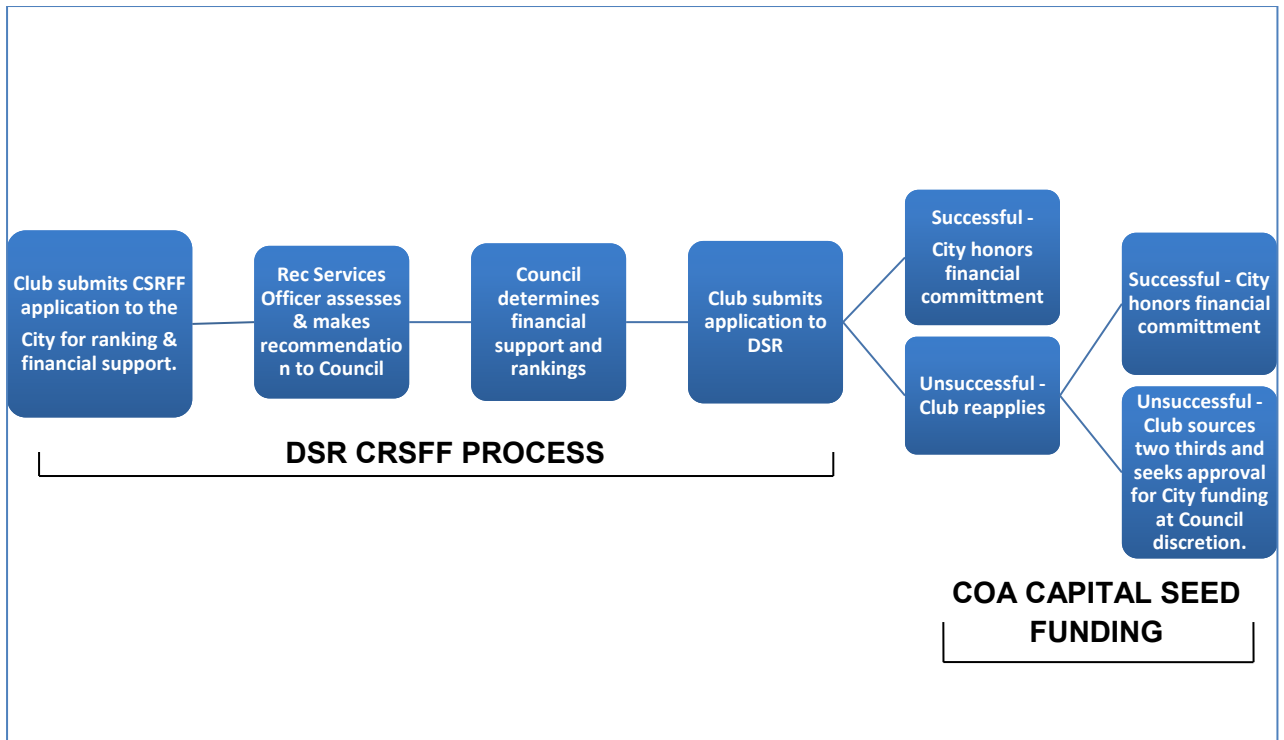 Club submits CSRFF
application to the
City for ranking &
financial support.
Rec Services
Officer assesses
& makes
recommendatio
n to Council
Council
determines
financial
support and
rankings
Club submits
application to
DSR
Successful -
City honors
financial
committment
Unsuccessful -
Club reapplies
Successful - City
honors financial
committment
Unsuccessful -
Club sources
two thirds and
seeks approval
for City funding
at Council
discretion.
DSR CRSFF PROCESS
COA CAPITAL SEED
FUNDING